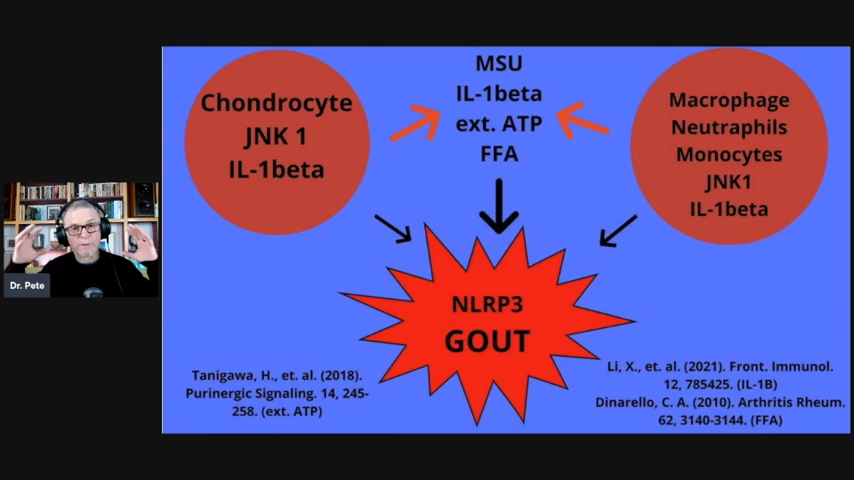 Chondrocyte
JNK 1
IL-1beta
MSU
IL-1beta
ext. ATP
FFA
Macrophage
Neutraphils
Monocytes
JNK1
IL-1beta
NLRP3
GOUT
Dr. Pete
Tanigawa, H., et. al. (2018).
Purinergic Signaling. 14, 245-
258. (ext. ATP)
Li, X., et. al. (2021). Front. Immunol.
12, 785425. (IL-1B)
Dinarello, C. A. (2010). Arthritis Rheum.
62, 3140-3144. (FFA)